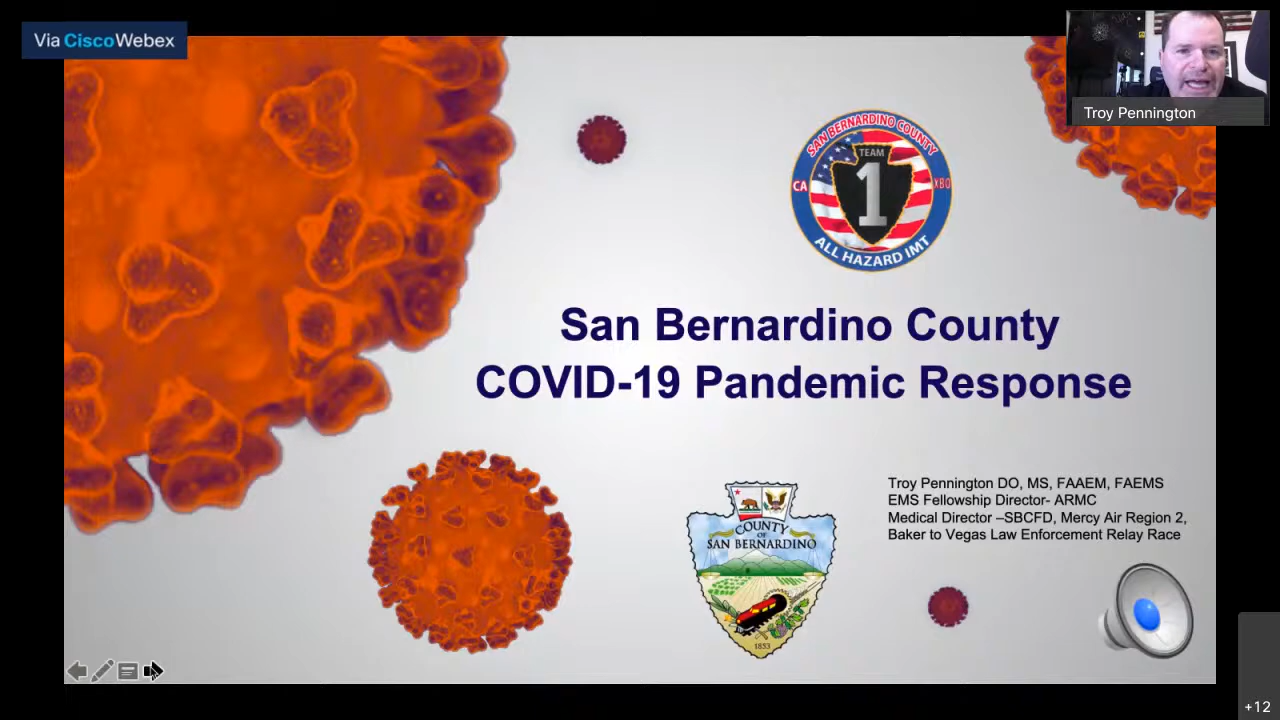 Via CiscoWebex
Troy Pennington
SAN BERNARDINO COUNTY
TEAM
CA
1
XBO
ALL HAZARD IMT
San Bernardino County
COVID-19 Pandemic Response
Troy Pennington DO, MS, FAAEM, FAEMS
EMS Fellowship Director- ARMC
Medical Director –SBCFD, Mercy Air Region 2,
Baker to Vegas Law Enforcement Relay Race
COUNTY
OF
SAN BERNARDINO
1853
+12